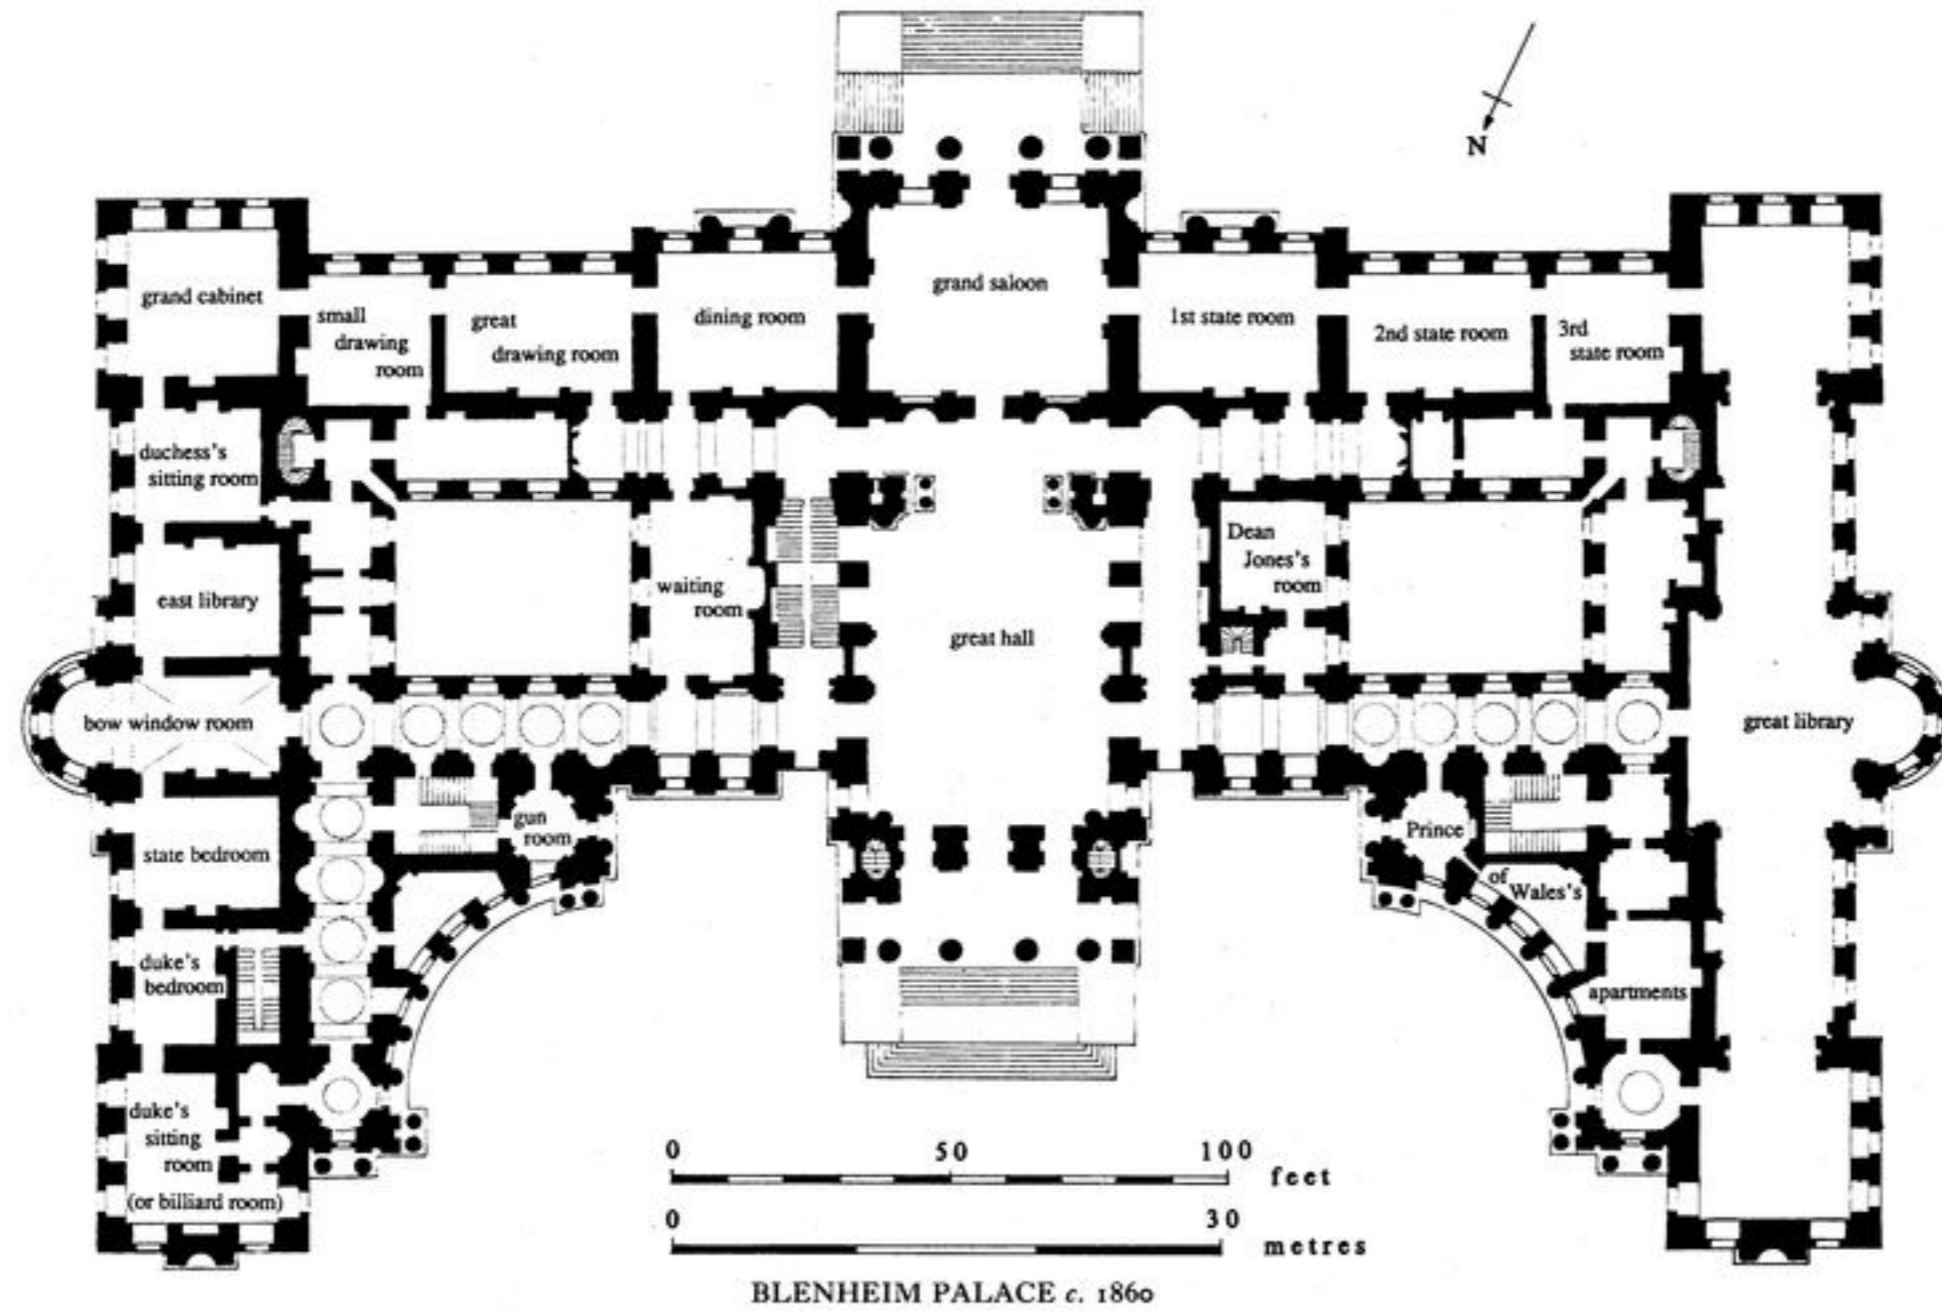 N
grand cabinet
small
drawing
room
great
drawing room
dining room
grand saloon
1st state room
2nd state room
3rd
state room
duchess's
sitting room
east library
waiting
room
great hall
Dean
Jones's
room
bow window room
great library
state bedroom
gun
room
Prince
of
Wales's
apartments
duke's
bedroom
duke's
sitting
room
(or billiard room)
0 50 100
feet
0 30
metres
BLENHEIM PALACE c. 1860